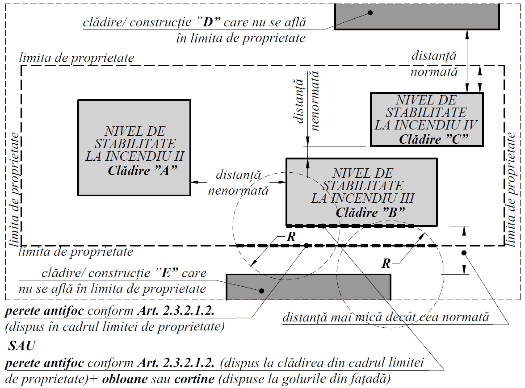 clădire/ construcție "D" care nu se află
în limita de proprietate
limita de proprietate
distanță
normată
distanță
nenormată
NIVEL DE
STABILITATE
LA INCENDIU II
Clădire "A"
NIVEL DE
STABILITATE
LA INCENDIU IV
Clădire "C"
limita de proprietate
limita de proprietate
distanță
nenormată
NIVEL DE
STABILITATE
LA INCENDIU III
Clădire "B"
R
limita de proprietate
R
clădire/ construcție "E" care
nu se află în limita de proprietate
perete antifoc conform Art. 2.3.2.1.2.
(dispus în cadrul limitei de proprietate)
distanță mai mică decât cea normată
SAU
perete antifoc conform Art. 2.3.2.1.2. (dispus la clădirea din cadrul limitei
de proprietate)+ obloane sau cortine (dispuse la golurile din fațadă)